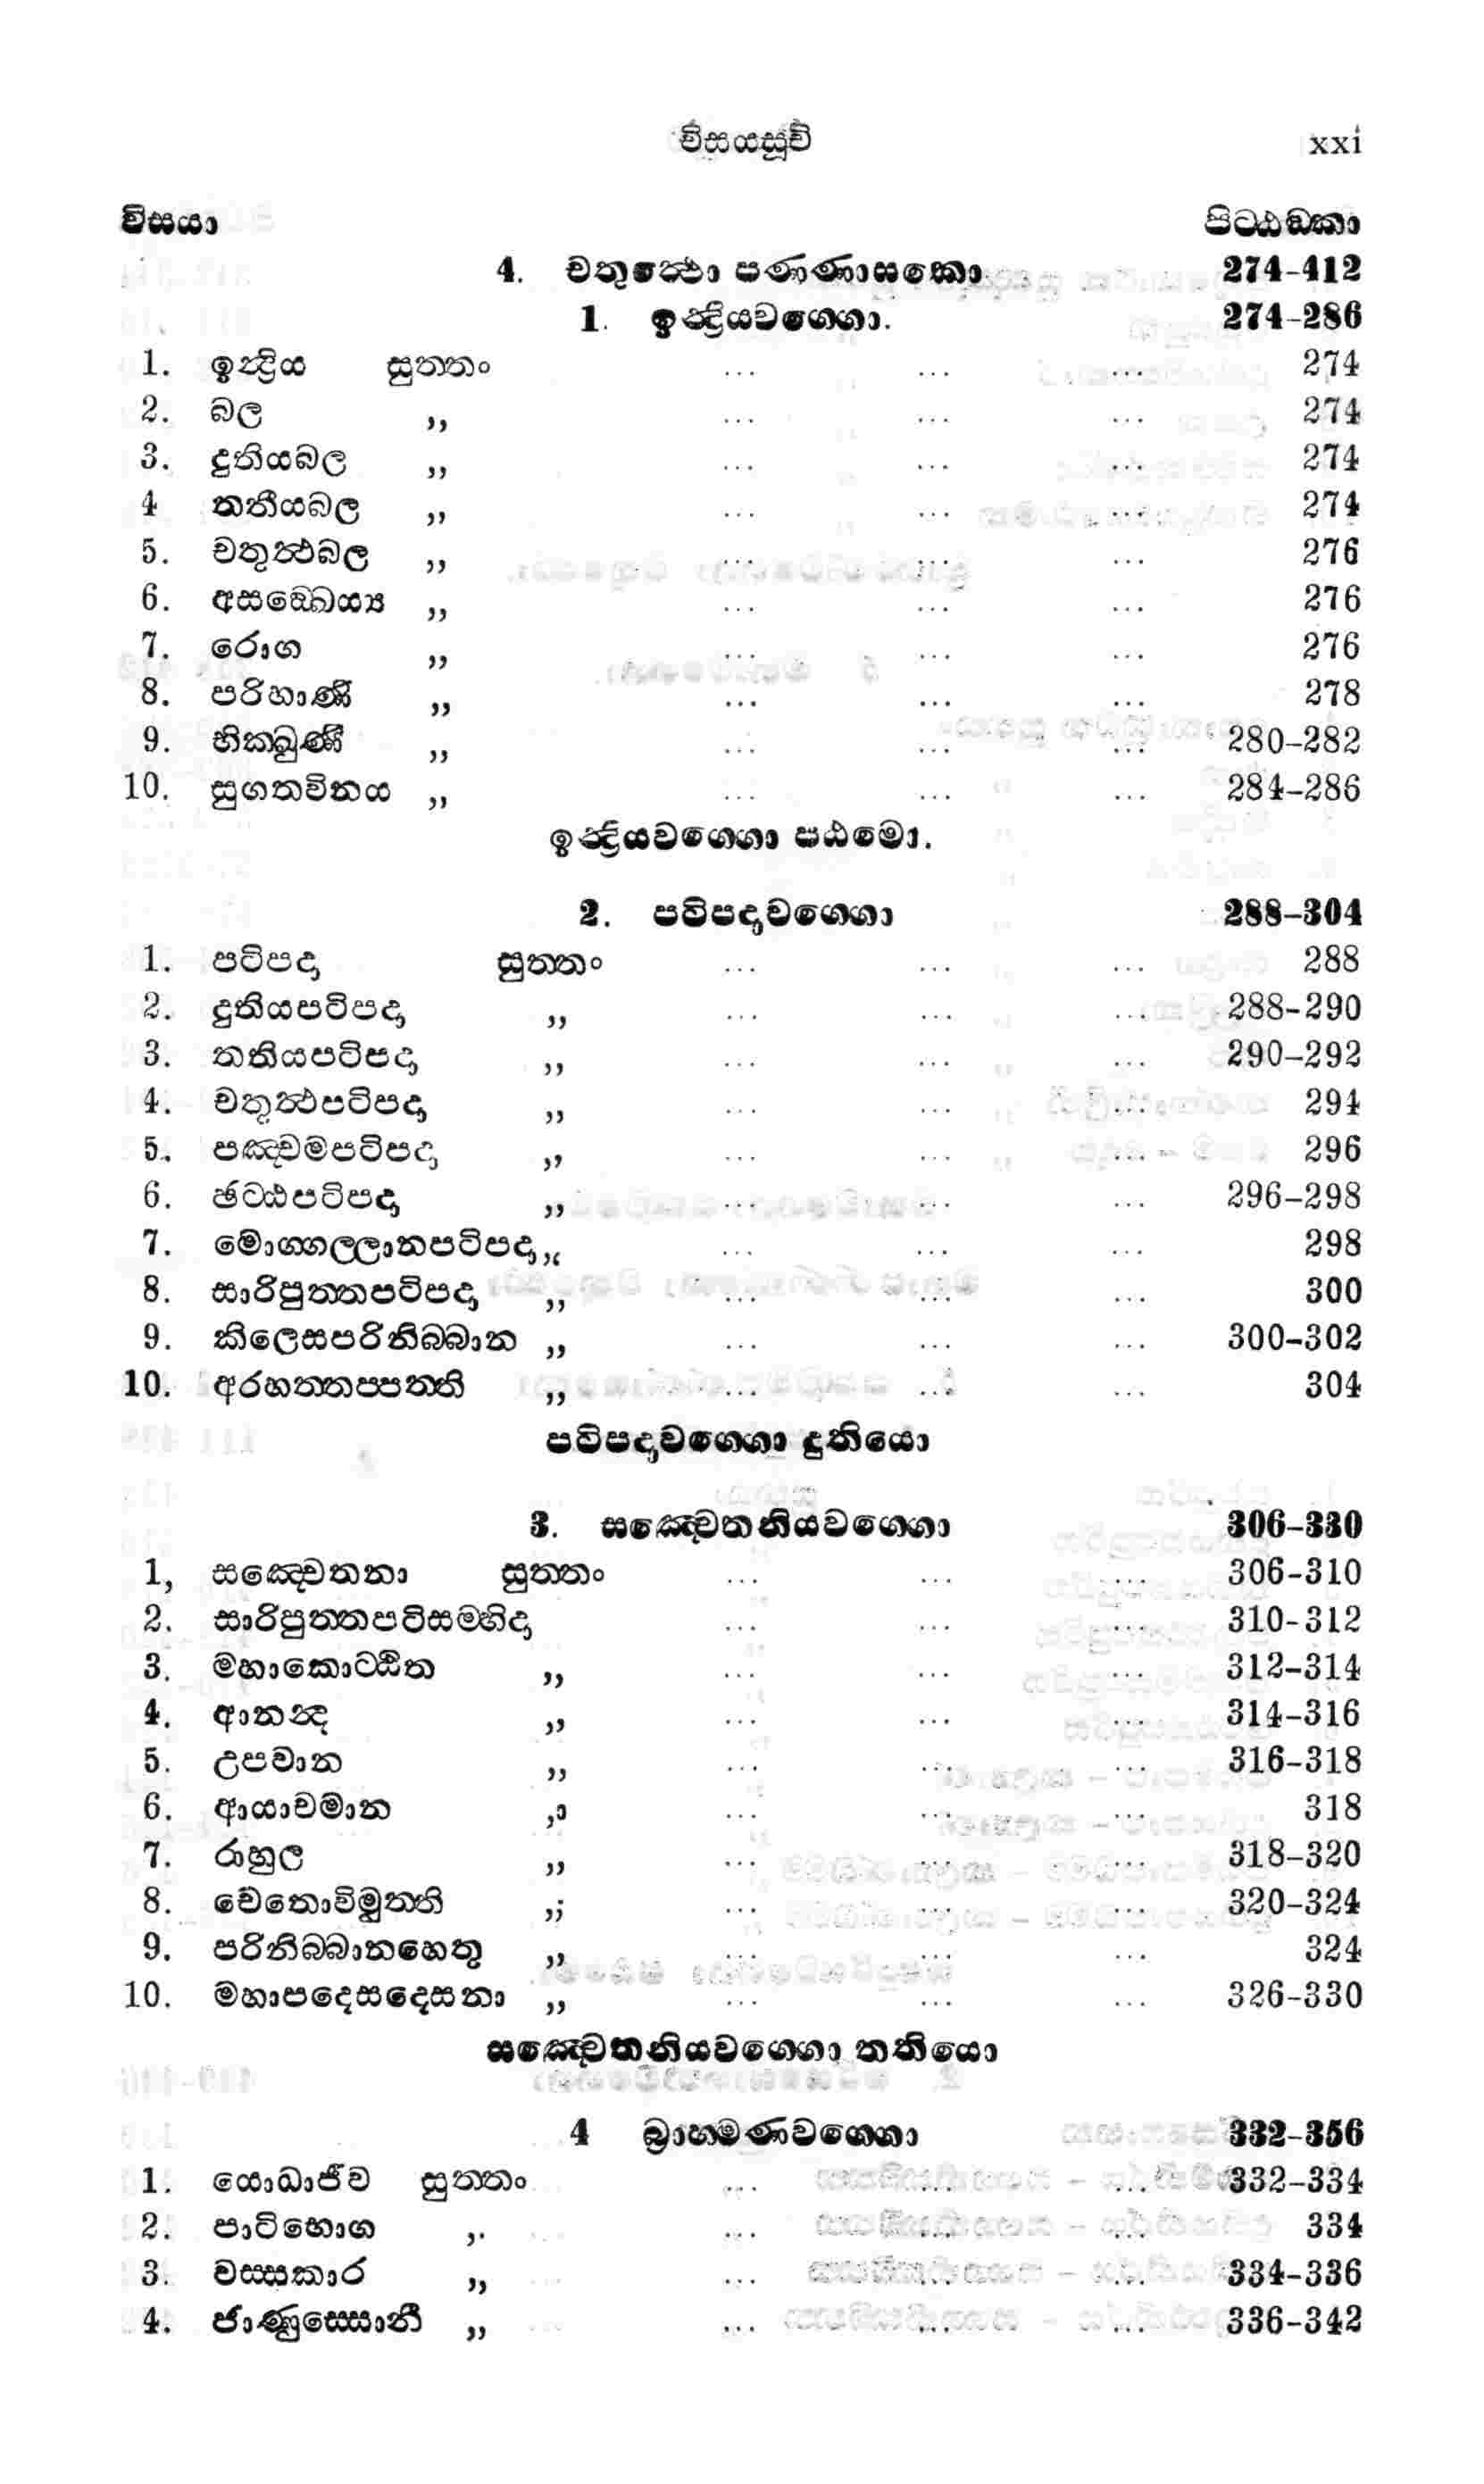 විසයසූචි xxi
විසයා පිට්ඨඞ්කා
4. චතුත්ථො පණ්ණාසකො 274-412
1. ඉන්ද්‍රියවග්ගො. 274-286
1. ඉන්ද්‍රිය සුත්තං ... ... ... 274
2. බල ,, ... ... ... 274
3. දුතියබල ,, ... ... ... 274
4 තතීයබල ,, ... ... ... 274
5. චතුත්ථබල ,, ... ... ... 276
6. අසඞ්ඛෙය්‍ය ,, ... ... ... 276
7. රොග ,, ... ... ... 276
8. පරිහාණි ,, ... ... ... 278
9. භික්ඛුණී ,, ... ... ... 280-282
10. සුගතවිනය ,, ... ... ... 284-286
ඉන්ද්‍රියවග්ගො පඨමො.
2. පටිපදාවග්ගො 288-304
1. පටිපදා සුත්තං ... ... ... 288
2. දුතියපටිපදා ,, ... ... ... 288-290
3. තතියපටිපදා ,, ... ... ... 290-292
4. චතුත්ථපටිපදා ,, ... ... ... 294
5. පඤ්චමපටිපදා ,, ... ... ... 296
6. ඡට්ඨපටිපදා ,, ... ... ... 296-298
7. මොග්ගල්ලානපටිපදා,, ... ... ... 298
8. සාරිපුත්තපටිපදා ,, ... ... ... 300
9. කිලෙසපරිනිබ්බාන ,, ... ... ... 300-302
10. අරහත්තප්පත්ති ,, ... ... ... 304
පටිපදාවග්ගො දුතියො
3. සඤ්චෙතනියවග්ගො 306-330
1, සඤ්චෙතනා සුත්තං ... ... ... 306-310
2. සාරිපුත්තපටිසම්භිදා ... ... ... 310-312
3. මහාකොට්ඨිත ,, ... ... ... 312-314
4. ආනන්ද ,, ... ... ... 314-316
5. උපවාන ,, ... ... ... 316-318
6. ආයාචමාන ,, ... ... ... 318
7. රාහුල ,, ... ... ... 318-320
8. චෙතොවිමුත්ති ,, ... ... ... 320-324
9. පරිනිබ්බානහෙතු ,, ... ... ... 324
10. මහාපදෙසදෙසනා ,, ... ... ... 326-330
සඤ්චෙතනියවග්ගො තතියො
4 බ්‍රාහ්මණවග්ගො 332-356
1. යොධාජීව සුත්තං ... ... ... 332-334
2. පාටිභොග ,. ... ... ... 334
3. වස්සකාර ,, ... ... ... 334-336
4. ජාණුස්සොනී ,, ... ... ... 336-342